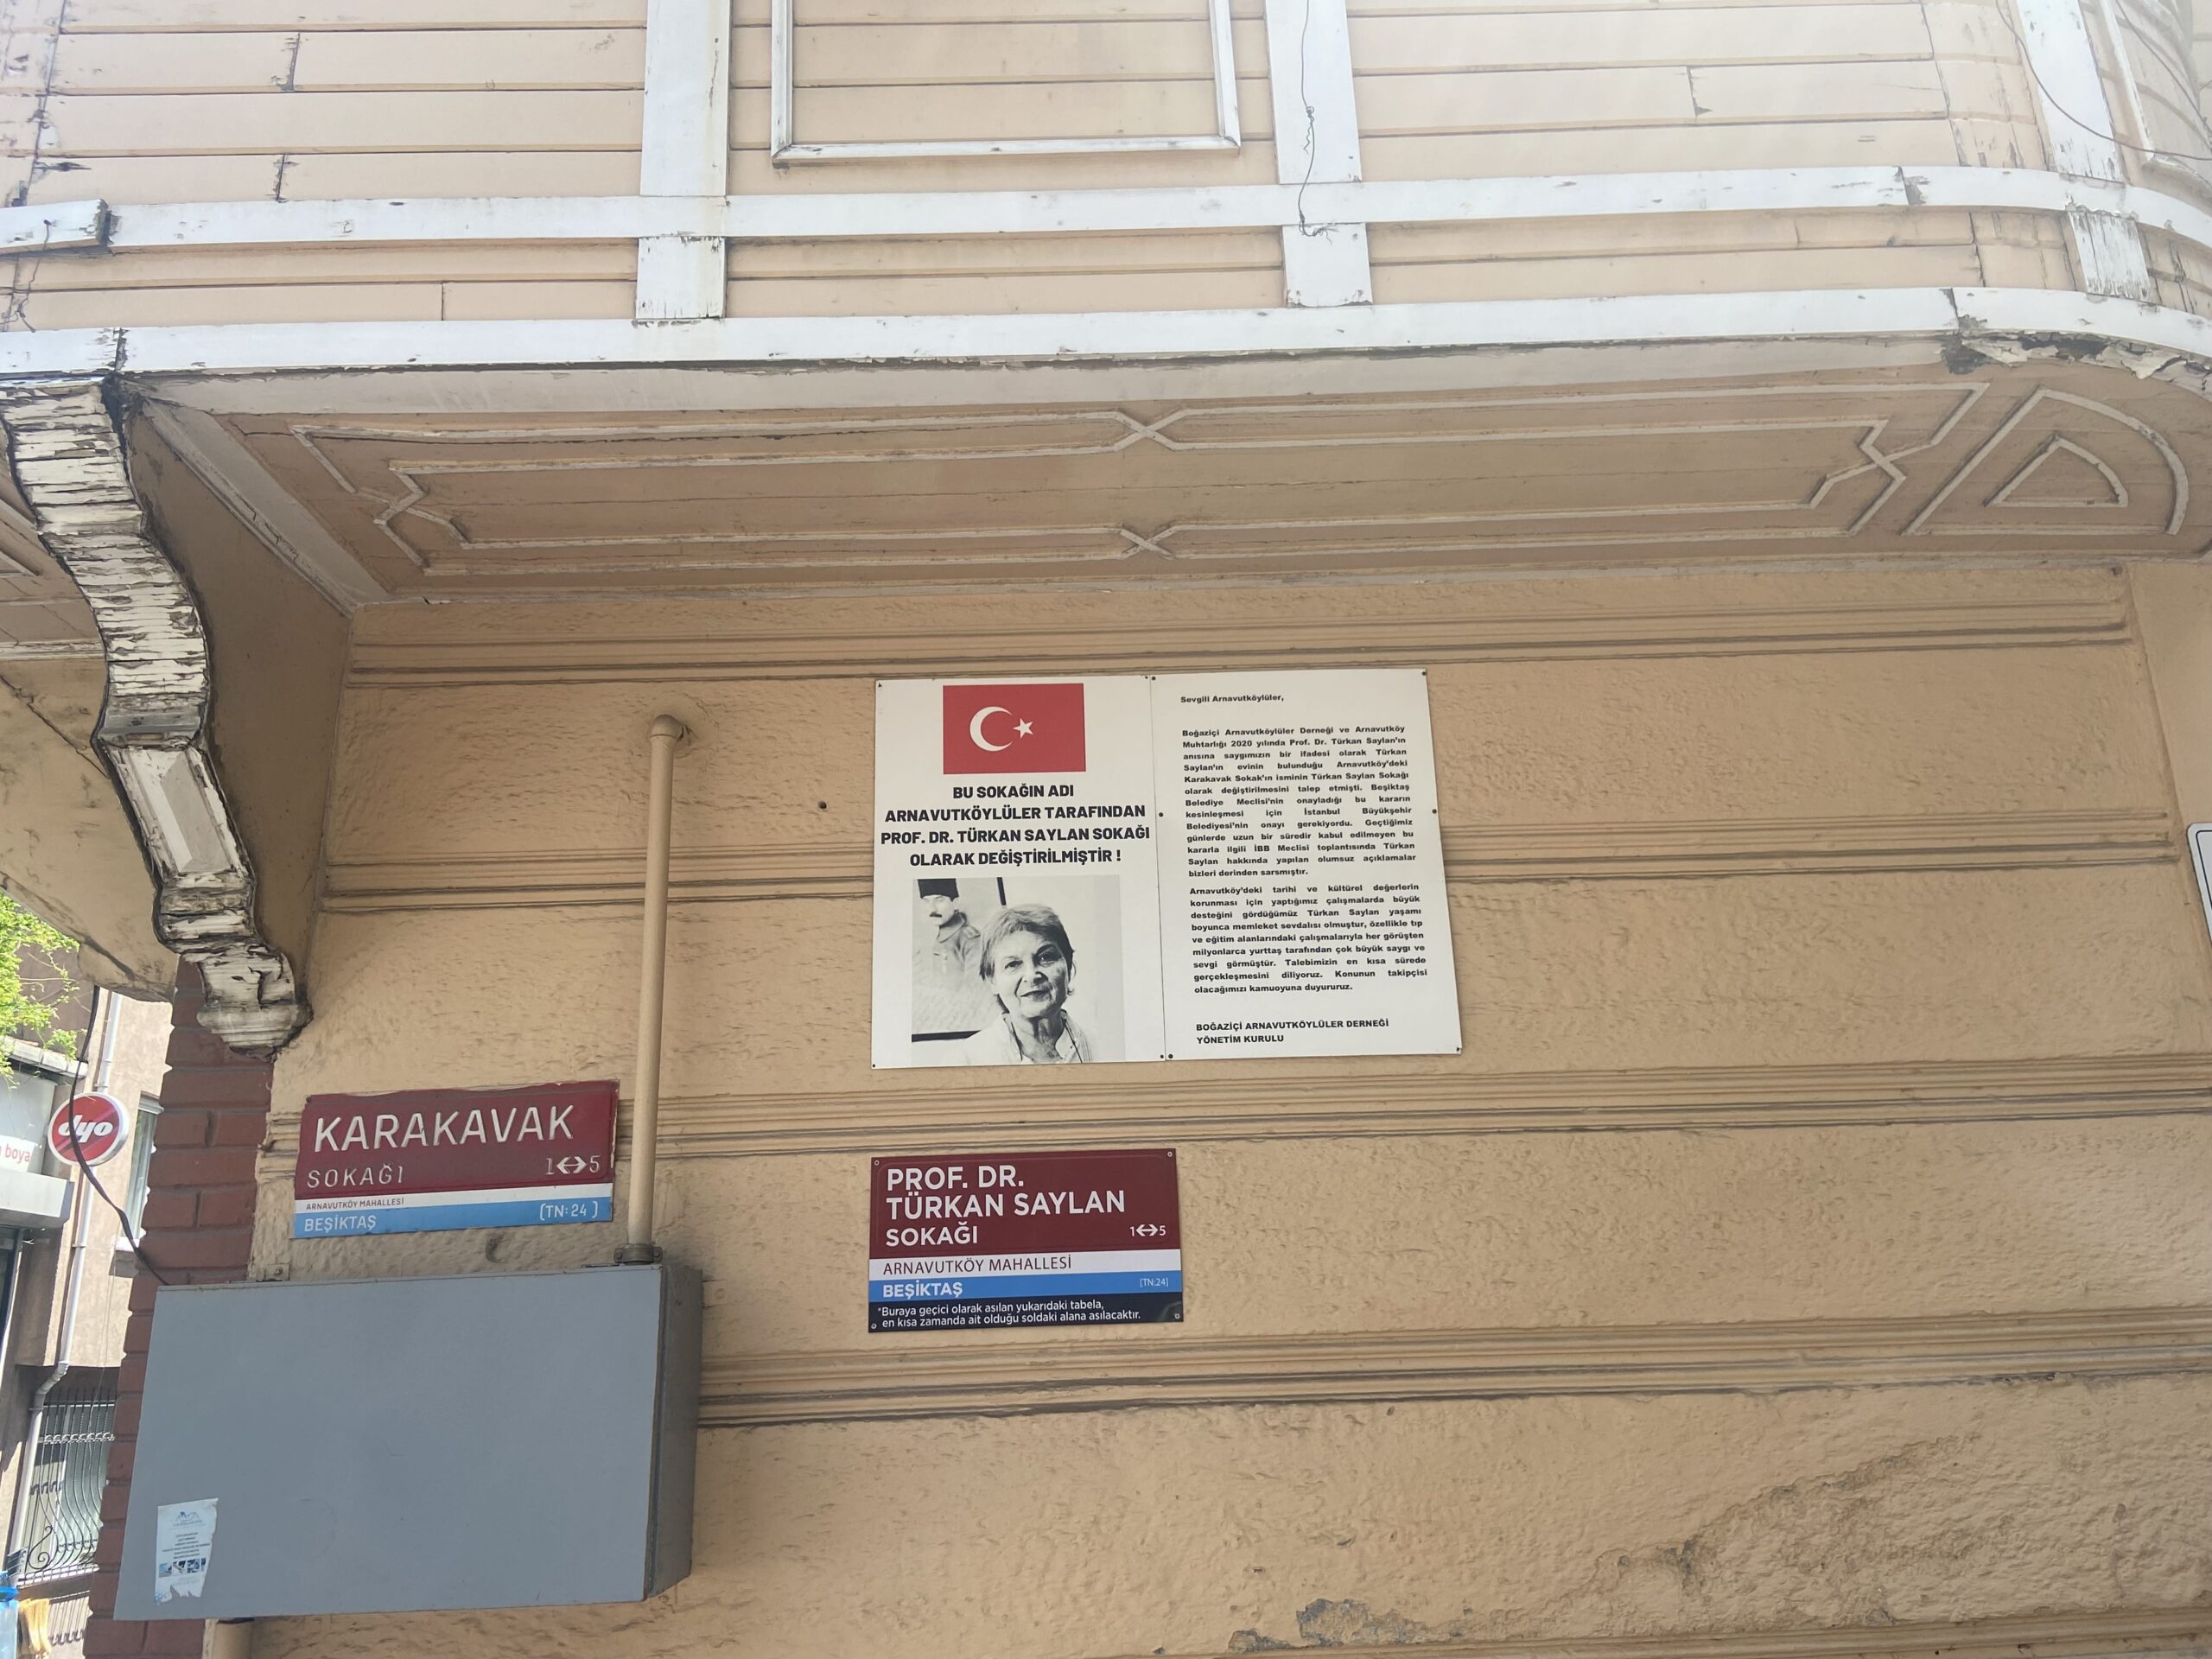 BU SOKAĞIN ADI
ARNAVUTKÖYLÜLER TARAFINDAN
PROF. DR. TÜRKAN SAYLAN SOKAĞI
OLARAK DEĞİŞTİRİLMİŞTİR !
Sevgili Arnavutköylüler,
Boğaziçi Arnavutköylüler Derneği ve Arnavutköy
Muhtarlığı 2020 yılında Prof. Dr. Türkan Saylan'ın
anısına saygımızın bir ifadesi olarak Türkan
Saylan'ın evinin bulunduğu Arnavutköy'deki
Karakavak Sokak'ın isminin Türkan Saylan Sokağı
olarak değiştirilmesini talep etmişti. Beşiktaş
Belediye Meclisi'nin onayladığı bu kararın
kesinleşmesi için İstanbul Büyükşehir
Belediyesi'nin onayı gerekiyordu. Geçtiğimiz
günlerde uzun bir süredir kabul edilmeyen bu
kararla ilgili İBB Meclisi toplantısında Türkan
Saylan hakkında yapılan olumsuz açıklamalar
bizleri derinden sarsmıştır.
Arnavutköy'deki tarihi ve kültürel değerlerin
korunması için yaptığımız çalışmalarda büyük
desteğini gördüğümüz Türkan Saylan yaşamı
boyunca memleket sevdalısı olmuştur, özellikle tıp
ve eğitim alanlarındaki çalışmalarıyla her görüşten
milyonlarca yurttaş tarafından çok büyük saygı ve
sevgi görmüştür. Talebimizin en kısa sürede
gerçekleşmesini diliyoruz. Konunun takipçisi
olacağımızı kamuoyuna duyururuz.
BOĞAZİÇİ ARNAVUTKÖYLÜLER DERNEĞİ
YÖNETİM KURULU
KARAKAVAK
SOKAĞI 1↔5
ARNAVUTKÖY MAHALLESİ
BEŞİKTAŞ (TN:24)
PROF. DR.
TÜRKAN SAYLAN
SOKAĞI 1↔5
ARNAVUTKÖY MAHALLESİ
BEŞİKTAŞ [TN:24]
*Buraya geçici olarak asılan yukarıdaki tabela,
en kısa zamanda ait olduğu soldaki alana asılacaktır.
dyo
boya